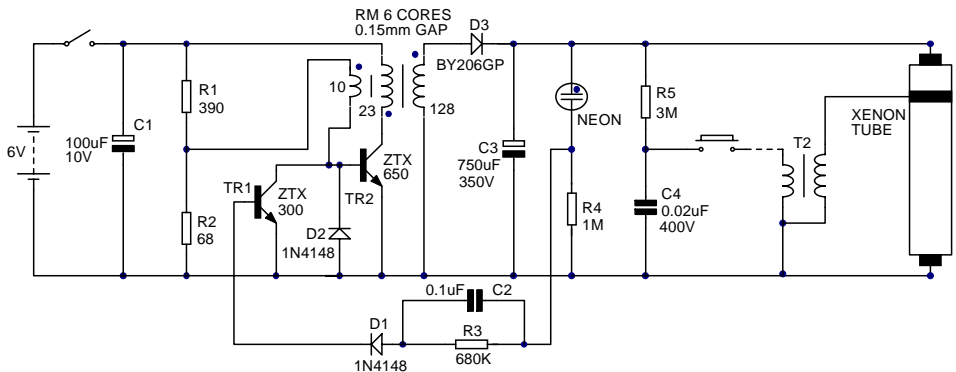 RM 6 CORES
0.15mm GAP
D3
BY206GP
R1
390
10
23
128
NEON
R5
3M
XENON
TUBE
6V
C1
100uF
10V
ZTX
650
C3
750uF
350V
T2
TR1
ZTX
300
TR2
R4
1M
C4
0.02uF
400V
R2
68
D2
1N4148
0.1uF
C2
D1
1N4148
R3
680K